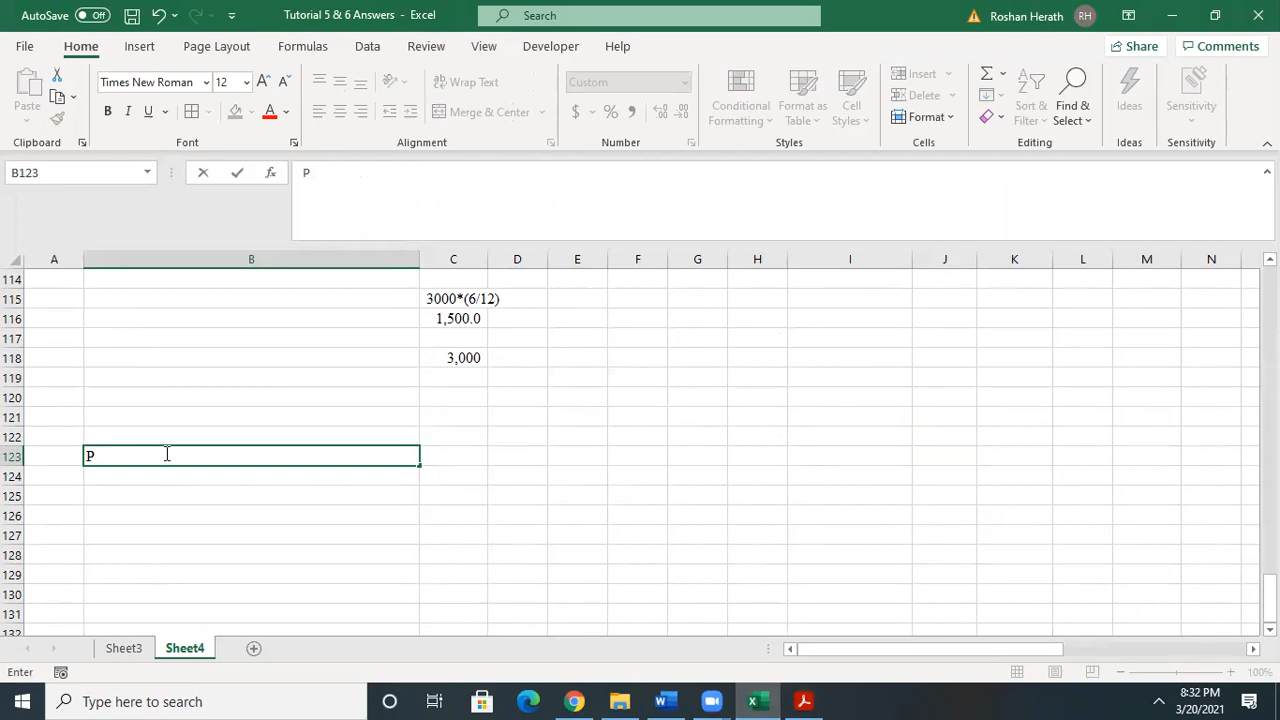 AutoSave Off Tutorial 5 & 6 Answers - Excel Search Roshan Herath RH
File Home Insert Page Layout Formulas Data Review View Developer Help Share Comments
Times New Roman 12 Wrap Text Custom Insert
Paste Merge & Center Conditional Formatting Format as Table Cell Styles Delete Format Sort & Filter Find & Select Ideas Sensitivity
Clipboard Font Alignment Number Styles Cells Editing Ideas Sensitivity
B123 P
A B C D E F G H I J K L M N
114
115 3000*(6/12)
116 1,500.0
117
118 3,000
119
120
121
122
123 P
124
125
126
127
128
129
130
131
132
Sheet3 Sheet4
Enter 100%
Type here to search 8:32 PM
3/20/2021